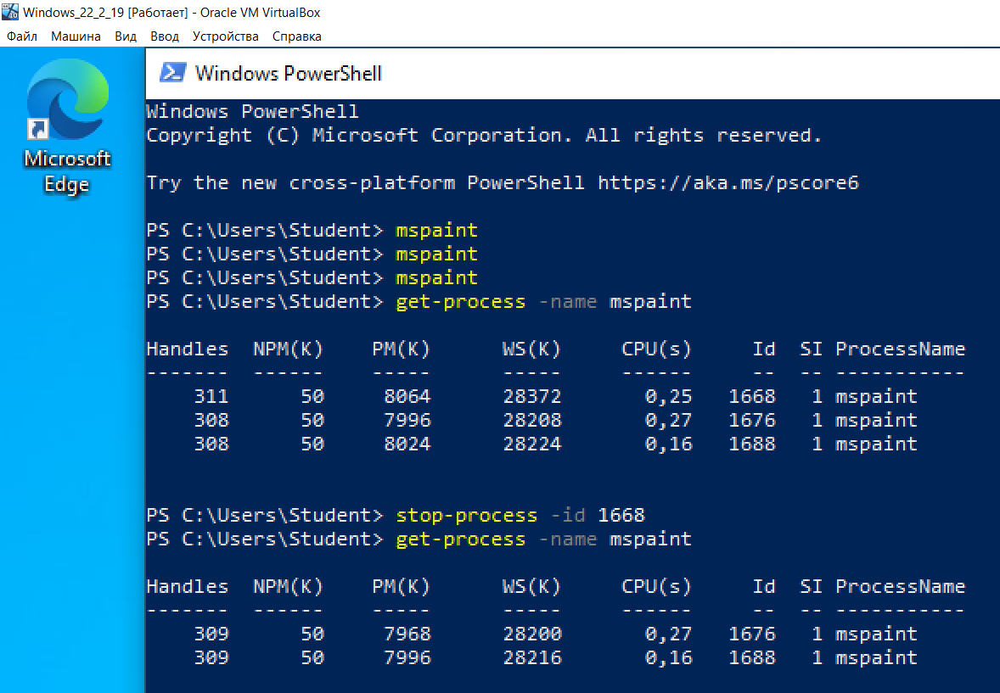 Windows_22_2_19 [Работает] - Oracle VM VirtualBox
Файл Машина Вид Ввод Устройства Справка
Microsoft
Edge
Windows PowerShell
Windows PowerShell
Copyright (C) Microsoft Corporation. All rights reserved.
Try the new cross-platform PowerShell https://aka.ms/pscore6
PS C:\Users\Student> mspaint
PS C:\Users\Student> mspaint
PS C:\Users\Student> mspaint
PS C:\Users\Student> get-process -name mspaint
Handles NPM(K) PM(K) WS(K) CPU(s) Id SI ProcessName
------- ------ ----- ----- ------ -- -- -----------
311 50 8064 28372 0,25 1668 1 mspaint
308 50 7996 28208 0,27 1676 1 mspaint
308 50 8024 28224 0,16 1688 1 mspaint
PS C:\Users\Student> stop-process -id 1668
PS C:\Users\Student> get-process -name mspaint
Handles NPM(K) PM(K) WS(K) CPU(s) Id SI ProcessName
------- ------ ----- ----- ------ -- -- -----------
309 50 7968 28200 0,27 1676 1 mspaint
309 50 7996 28216 0,16 1688 1 mspaint